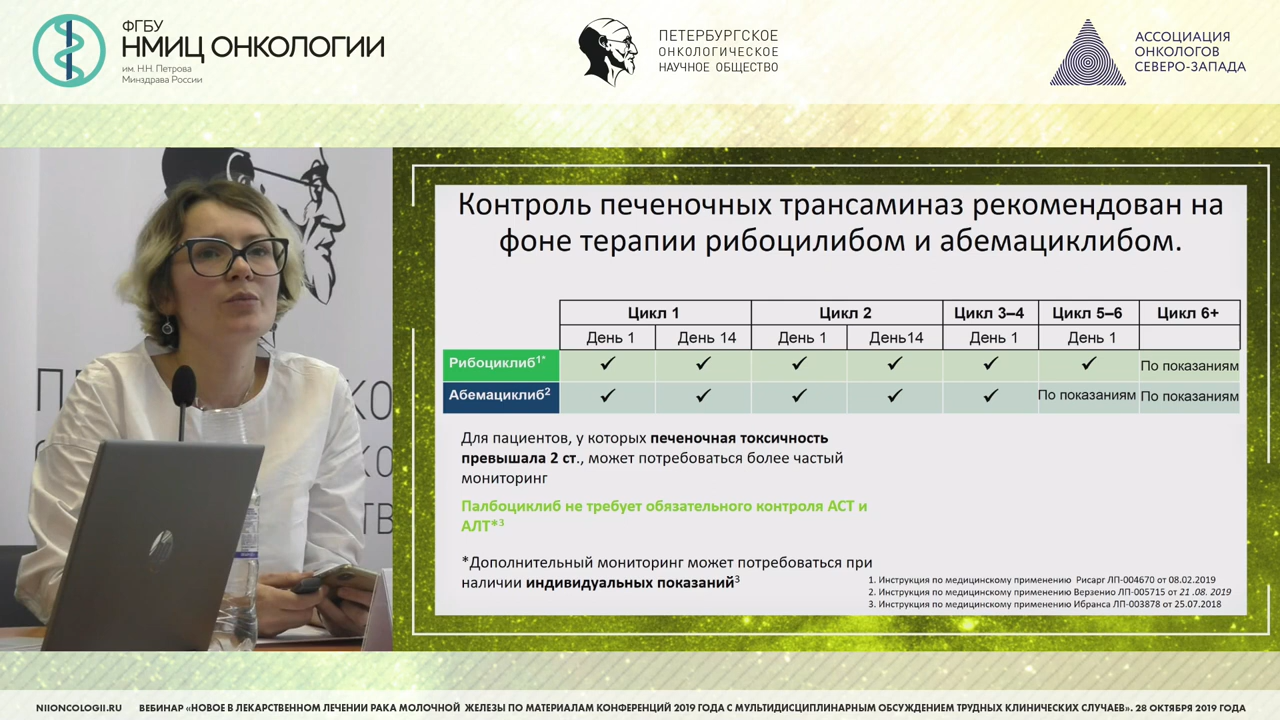 ФГБУ
НМИЦ ОНКОЛОГИИ
им. Н.Н. Петрова
Минздрава России
ПЕТЕРБУРГСКОЕ
ОНКОЛОГИЧЕСКОЕ
НАУЧНОЕ ОБЩЕСТВО
АССОЦИАЦИЯ
ОНКОЛОГОВ
СЕВЕРО-ЗАПАДА
Контроль печеночных трансаминаз рекомендован на
фоне терапии рибоцилибом и абемациклибом.
Цикл 1 Цикл 2 Цикл 3–4 Цикл 5–6 Цикл 6+
День 1 День 14 День 1 День14 День 1 День 1
Рибоциклиб1* ✓ ✓ ✓ ✓ ✓ ✓ По показаниям
Абемациклиб2 ✓ ✓ ✓ ✓ ✓ По показаниям По показаниям
Для пациентов, у которых печеночная токсичность
превышала 2 ст., может потребоваться более частый
мониторинг
Палбоциклиб не требует обязательного контроля АСТ и
АЛТ*3
*Дополнительный мониторинг может потребоваться при
наличии индивидуальных показаний3
1. Инструкция по медицинскому применению Рисарг ЛП-004670 от 08.02.2019
2. Инструкция по медицинскому применению Верзенио ЛП-005715 от 21 .08. 2019
3. Инструкция по медицинскому применению Ибранса ЛП-003878 от 25.07.2018
NIIONCOLOGII.RU ВЕБИНАР «НОВОЕ В ЛЕКАРСТВЕННОМ ЛЕЧЕНИИ РАКА МОЛОЧНОЙ ЖЕЛЕЗЫ ПО МАТЕРИАЛАМ КОНФЕРЕНЦИЙ 2019 ГОДА С МУЛЬТИДИСЦИПЛИНАРНЫМ ОБСУЖДЕНИЕМ ТРУДНЫХ КЛИНИЧЕСКИХ СЛУЧАЕВ». 28 ОКТЯБРЯ 2019 ГОДА